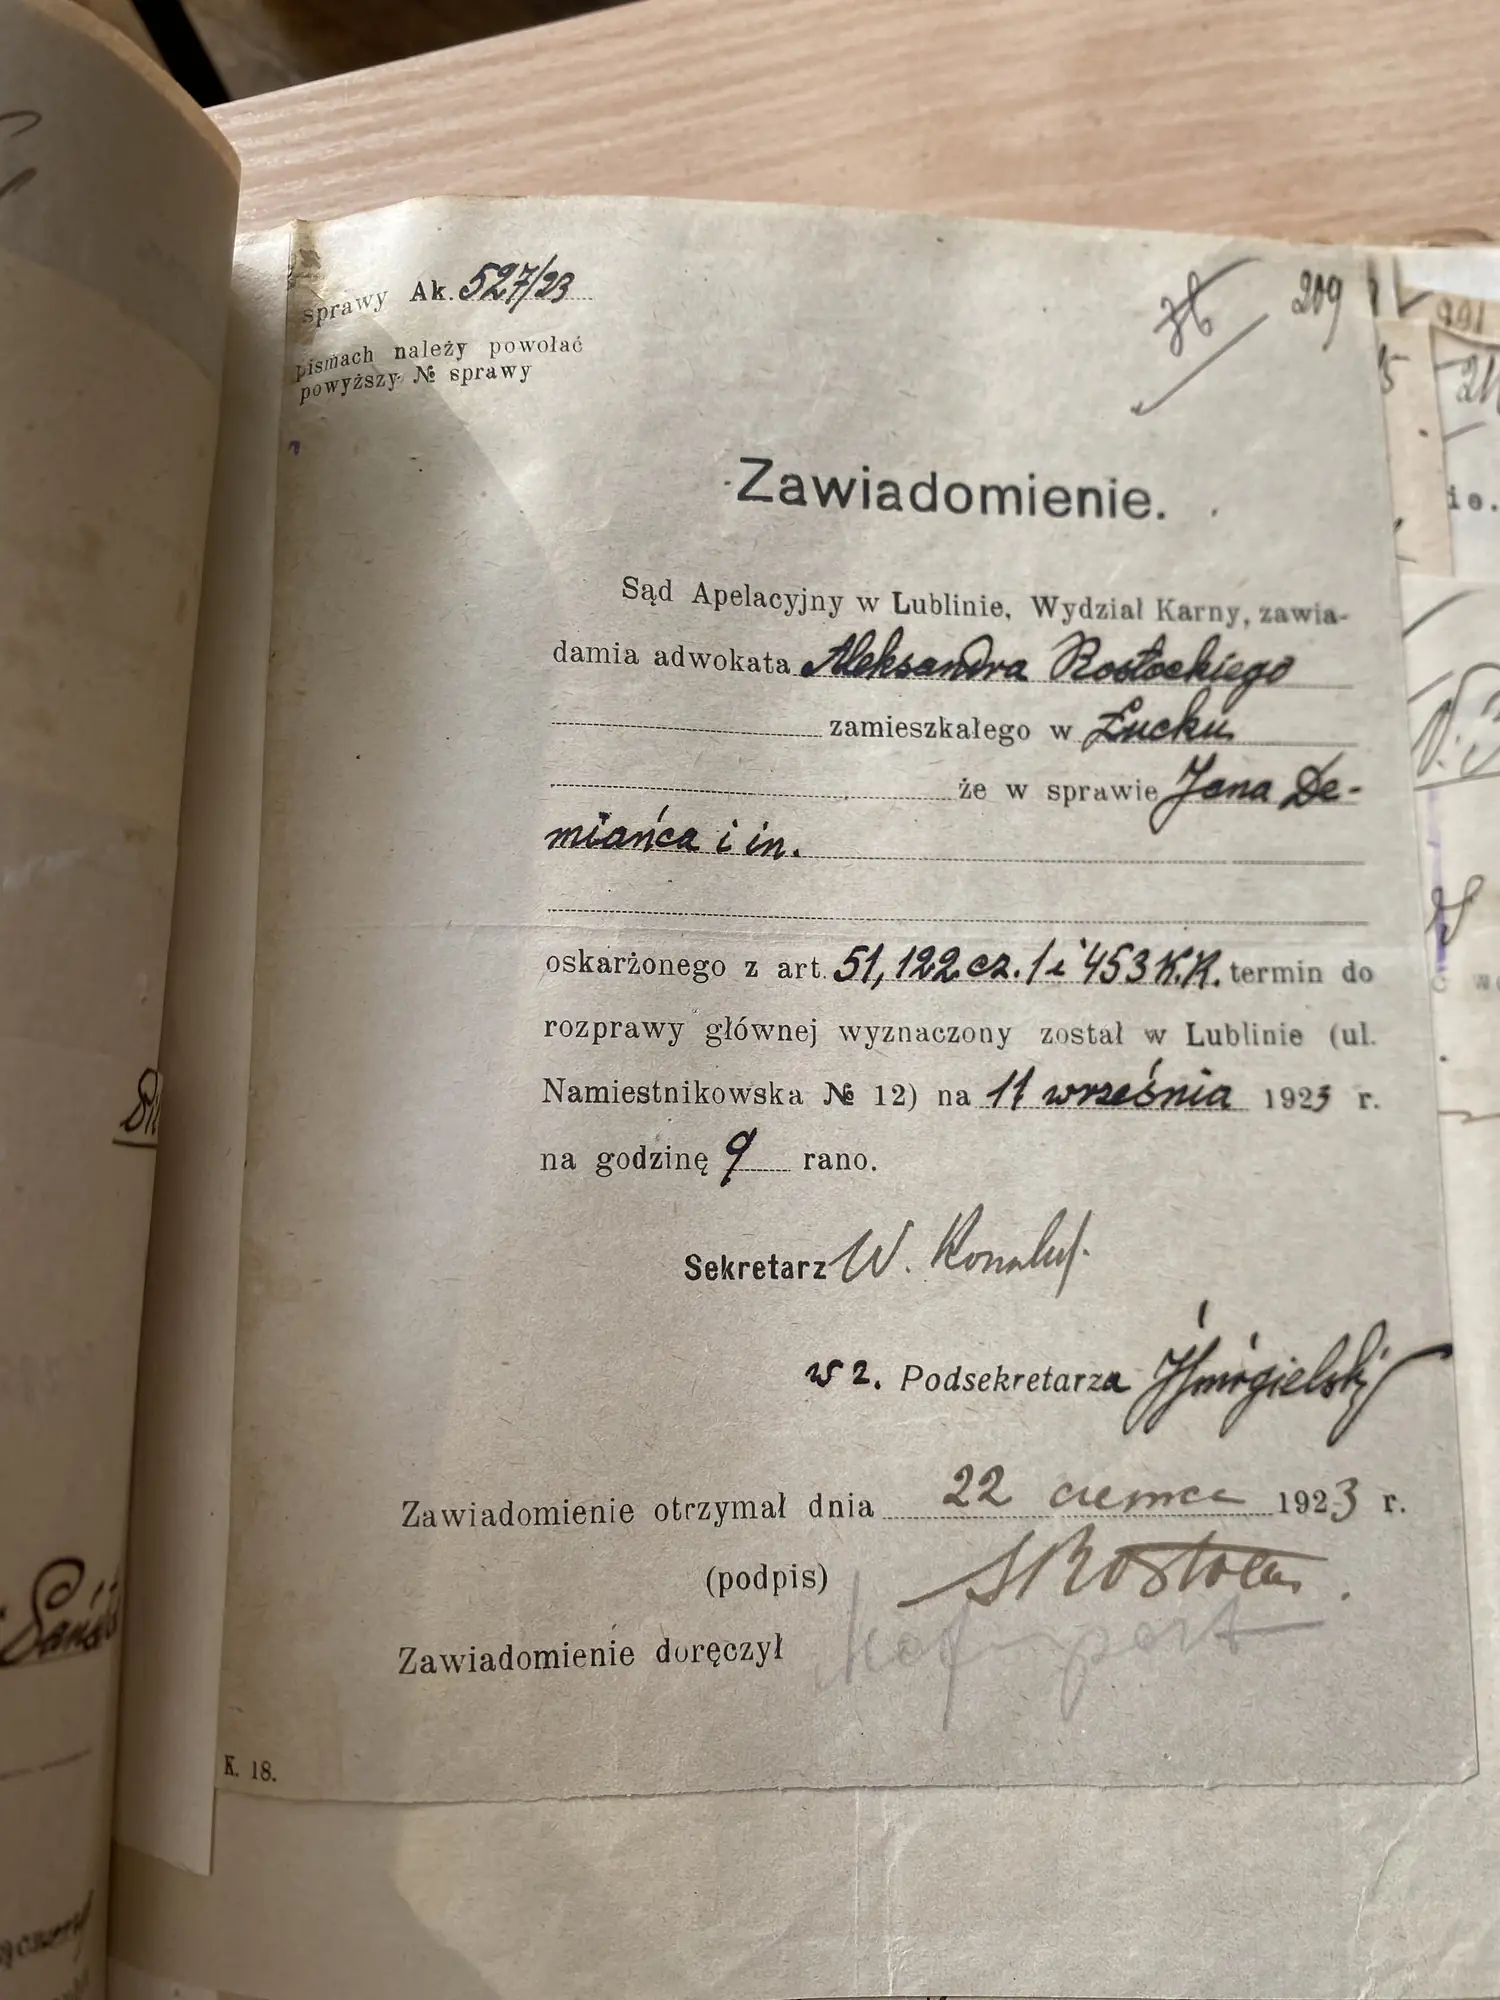 sprawy Ak. 527/23
pismach należy powołać
powyższy № sprawy
209
Zawiadomienie.
Sąd Apelacyjny w Lublinie, Wydział Karny, zawia-
damia adwokata Aleksandra Rostockiego
zamieszkałego w Łucku
że w sprawie Jana De-
miańca i in.
oskarżonego z art. 51, 122 cz. 1 i 453 K.K. termin do
rozprawy głównej wyznaczony został w Lublinie (ul.
Namiestnikowska № 12) na 11 września 1923 r.
na godzinę 9 rano.
Sekretarz W.
wz. Podsekretarza
Zawiadomienie otrzymał dnia 22 czerwca 1923 r.
(podpis)
Zawiadomienie doręczył
K. 18.